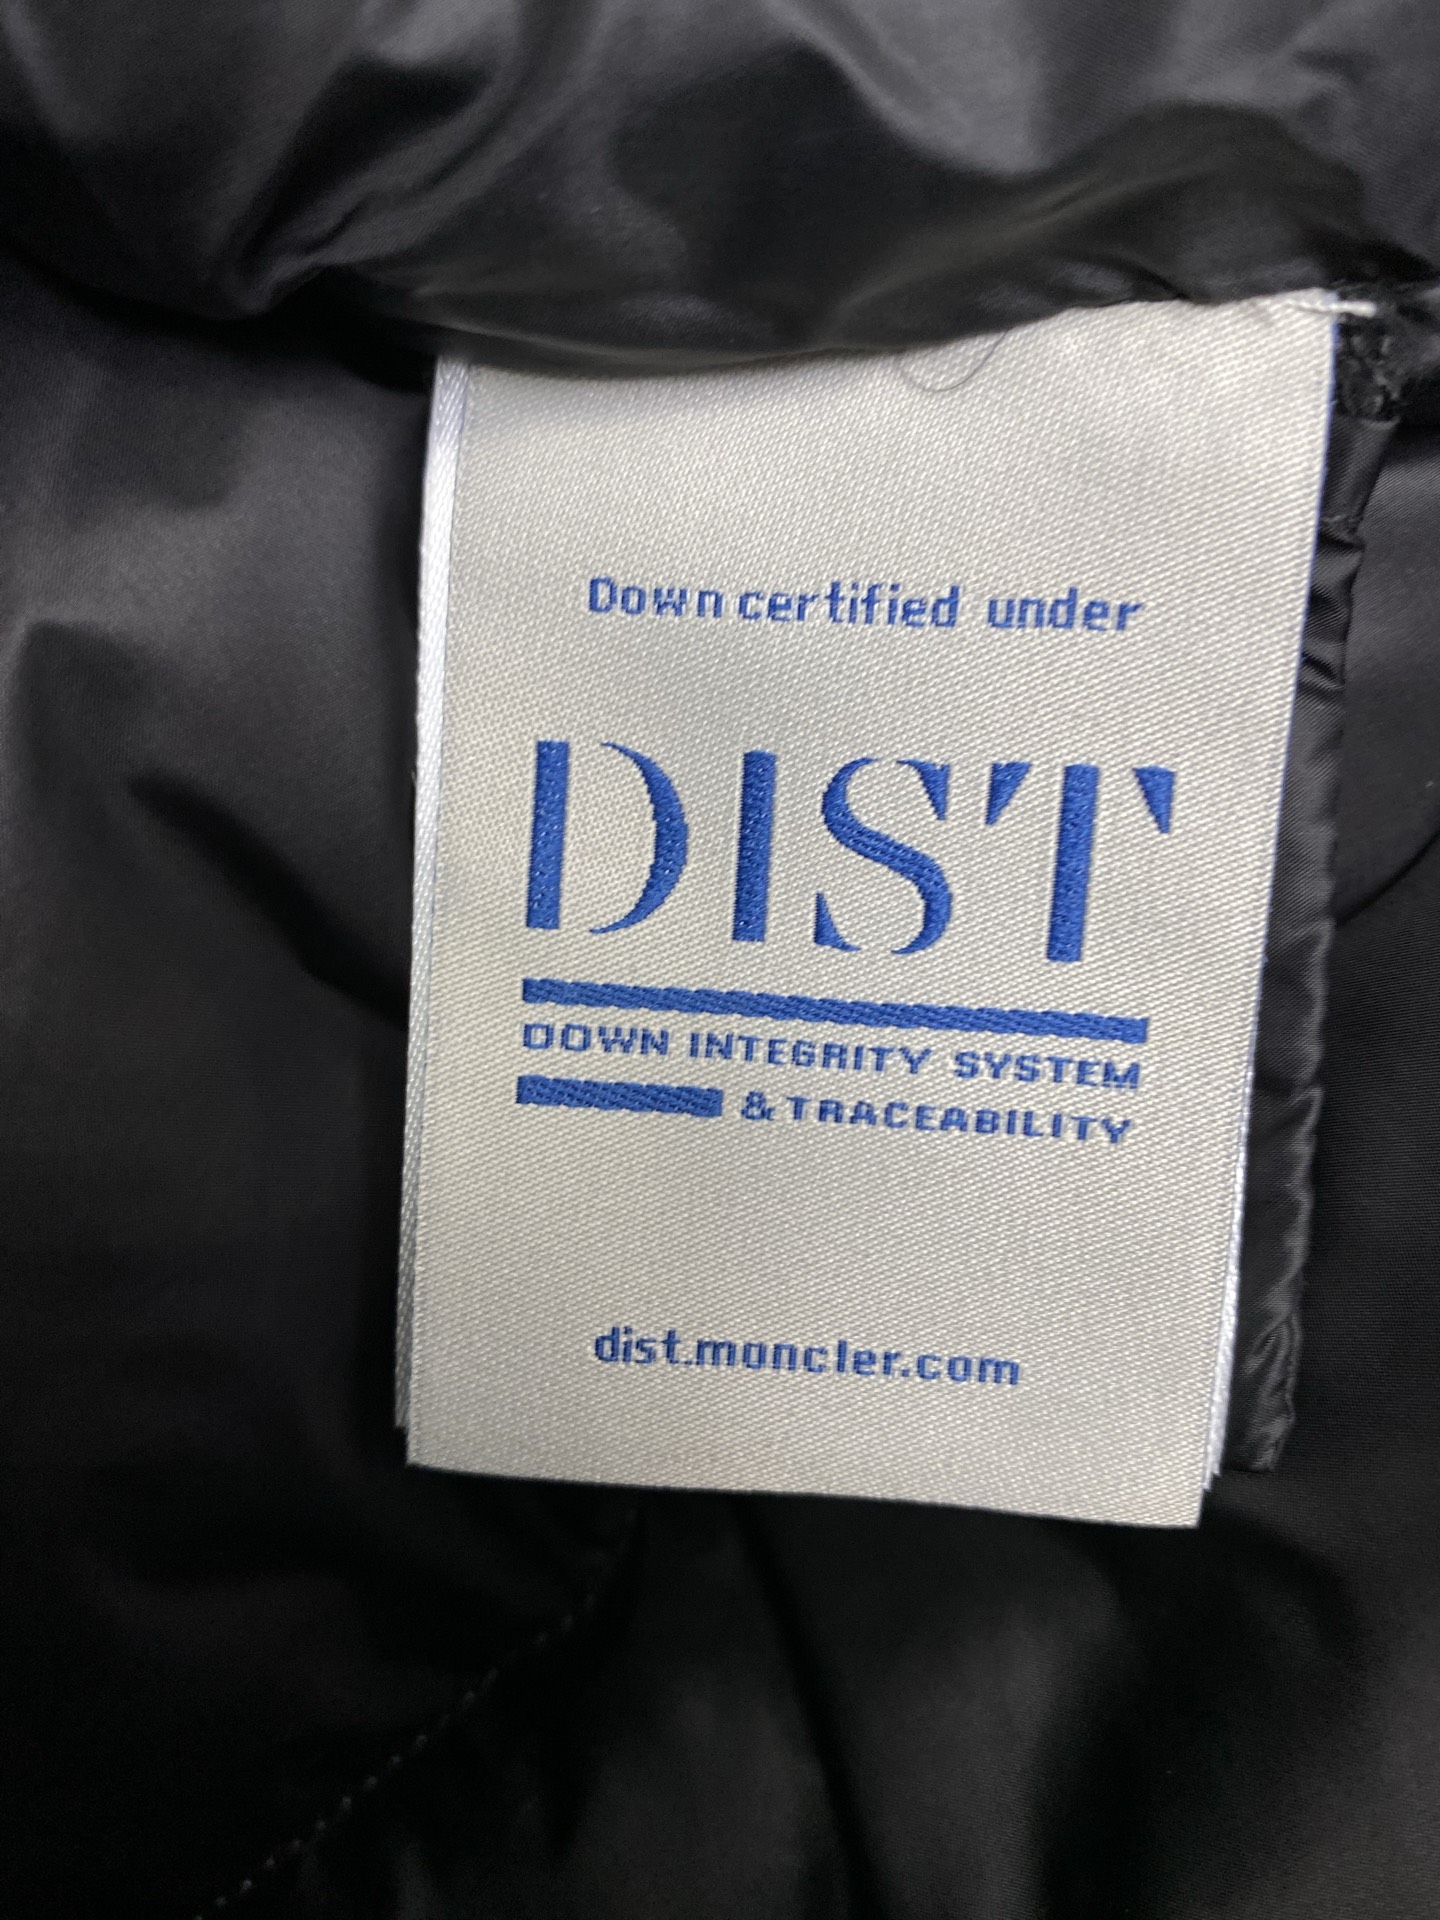 Down certified under
DIST
DOWN INTEGRITY SYSTEM
& TRACEABILITY
dist.moncler.com